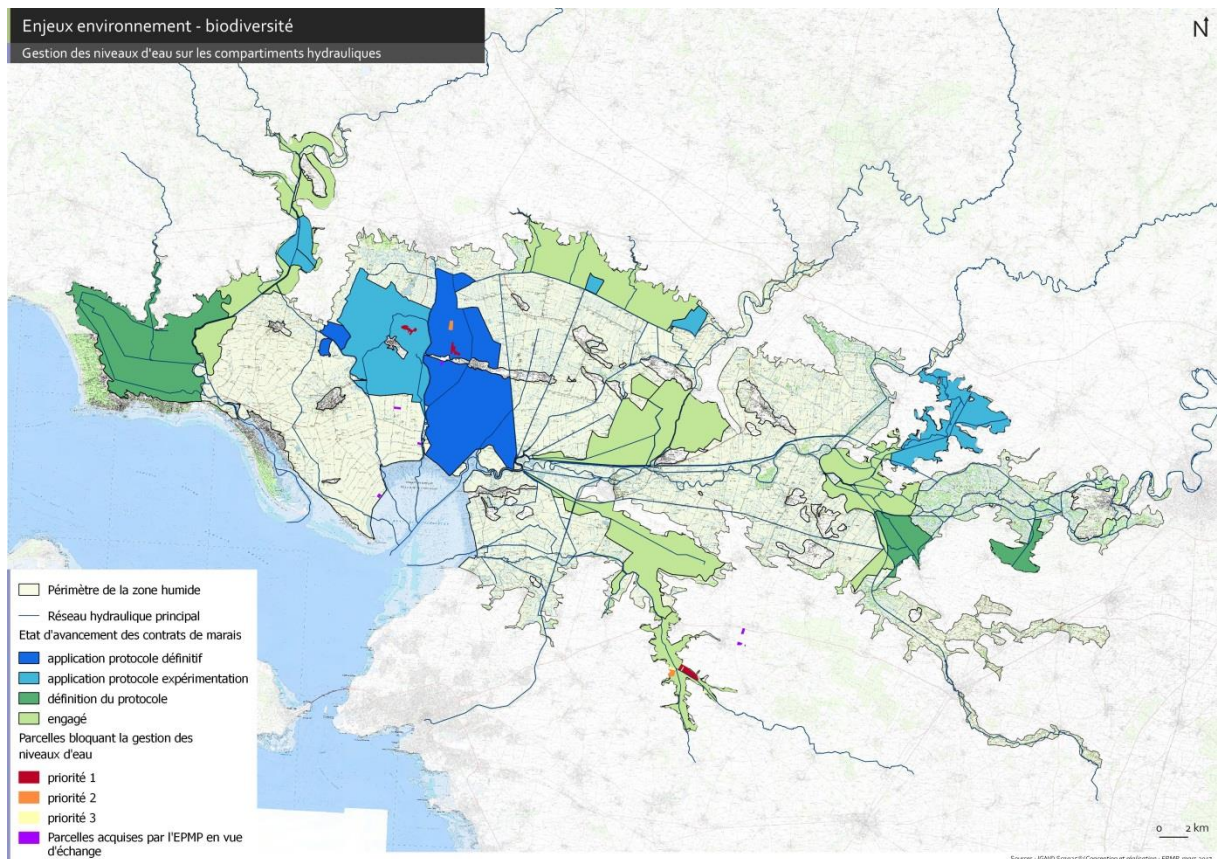 Enjeux environnement - biodiversité
Gestion des niveaux d'eau sur les compartiments hydrauliques
N
Périmètre de la zone humide
Réseau hydraulique principal
Etat d'avancement des contrats de marais
application protocole définitif
application protocole expérimentation
définition du protocole
engagé
Parcelles bloquant la gestion des
niveaux d'eau
priorité 1
priorité 2
priorité 3
Parcelles acquises par l'EPMP en vue
d'échange
0 2 km